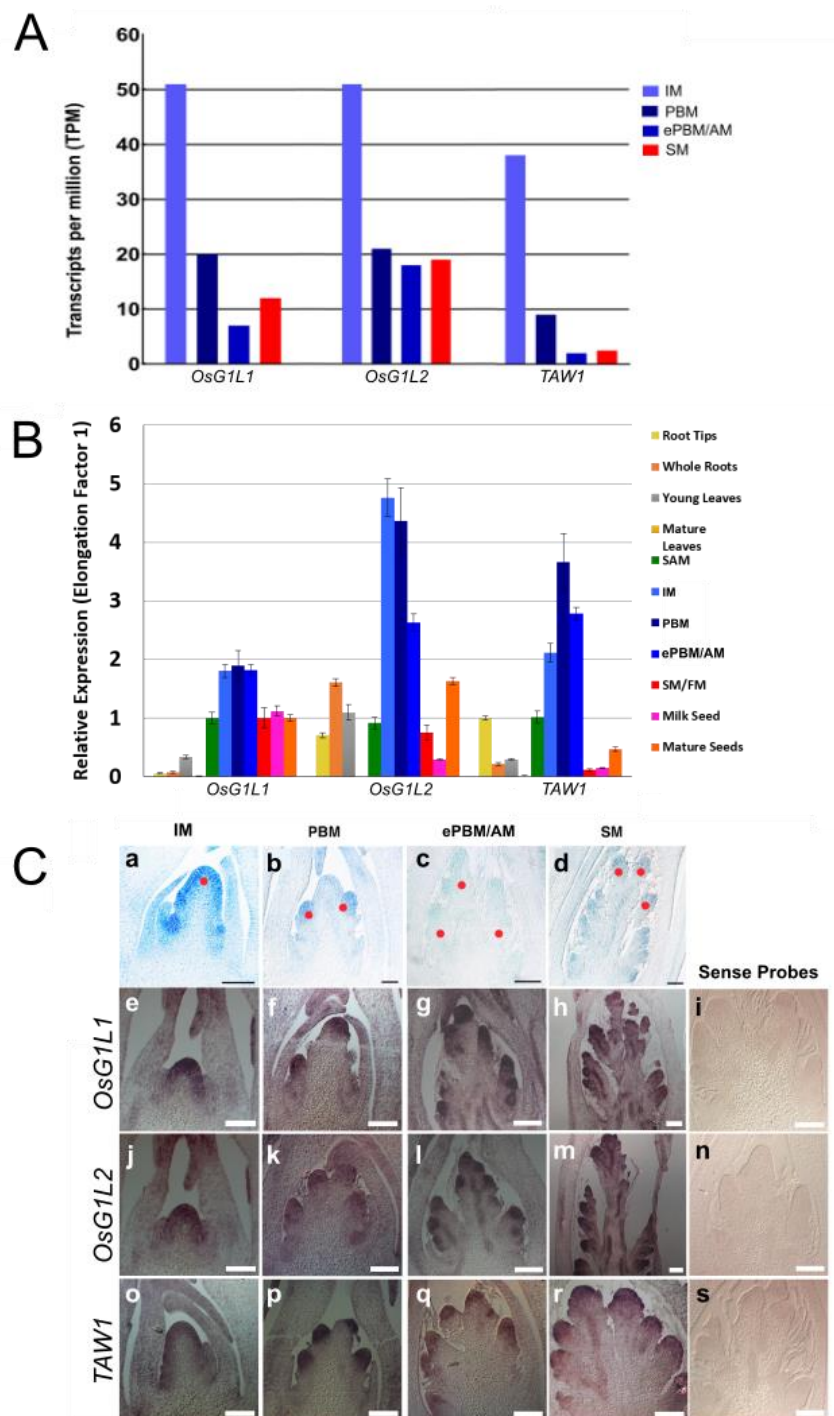 A
Transcripts per million (TPM)
60
50
40
30
20
10
0
OsG1L1
OsG1L2
TAW1
IM
PBM
ePBM/AM
SM
B
Relative Expression (Elongation Factor 1)
6
5
4
3
2
1
0
OsG1L1
OsG1L2
TAW1
Root Tips
Whole Roots
Young Leaves
Mature
Leaves
SAM
IM
PBM
ePBM/AM
SM/FM
Milk Seed
Mature Seeds
C
IM
PBM
ePBM/AM
SM
a
b
c
d
Sense Probes
OsG1L1
e
f
g
h
i
OsG1L2
j
k
l
m
n
TAW1
o
p
q
r
s